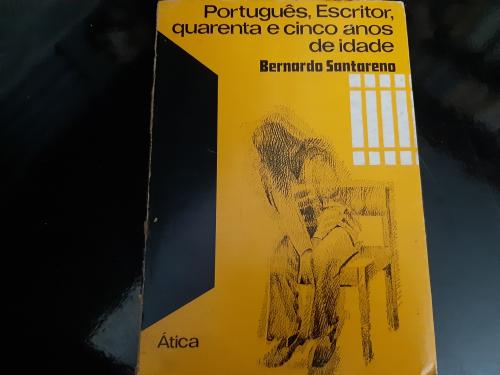 Português, Escritor,
quarenta e cinco anos
de idade
Bernardo Santareno
Ática